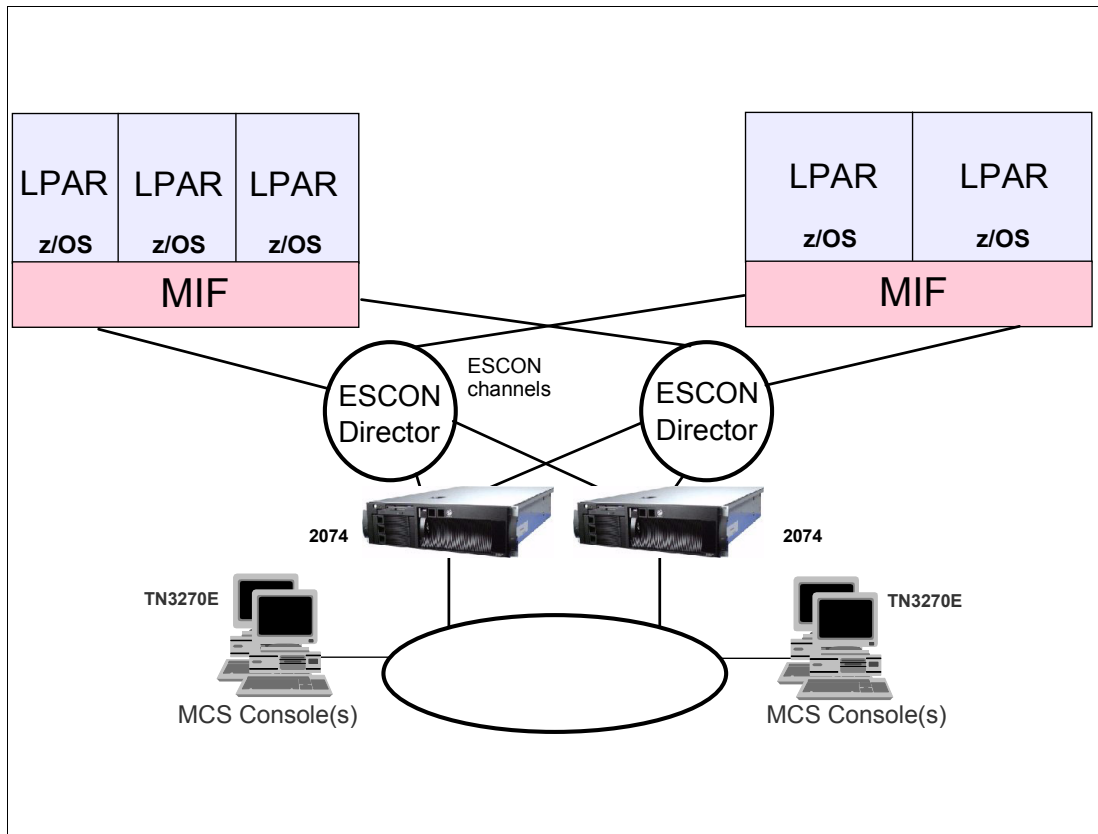 LPAR LPAR LPAR
z/OS z/OS z/OS
MIF
LPAR LPAR
z/OS z/OS
MIF
ESCON
channels
ESCON
Director
ESCON
Director
2074
2074
TN3270E
TN3270E
MCS Console(s)
MCS Console(s)